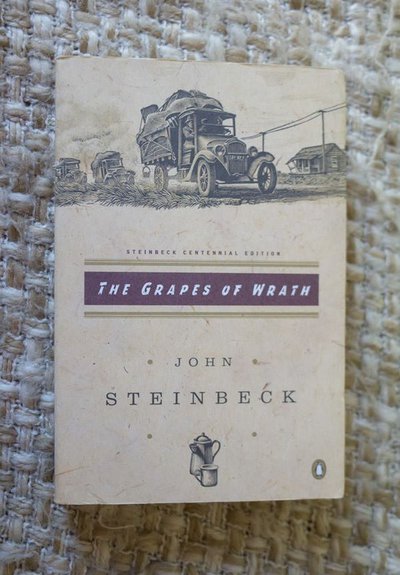 STEINBECK CENTENNIAL EDITION
THE GRAPES OF WRATH
JOHN
STEINBECK